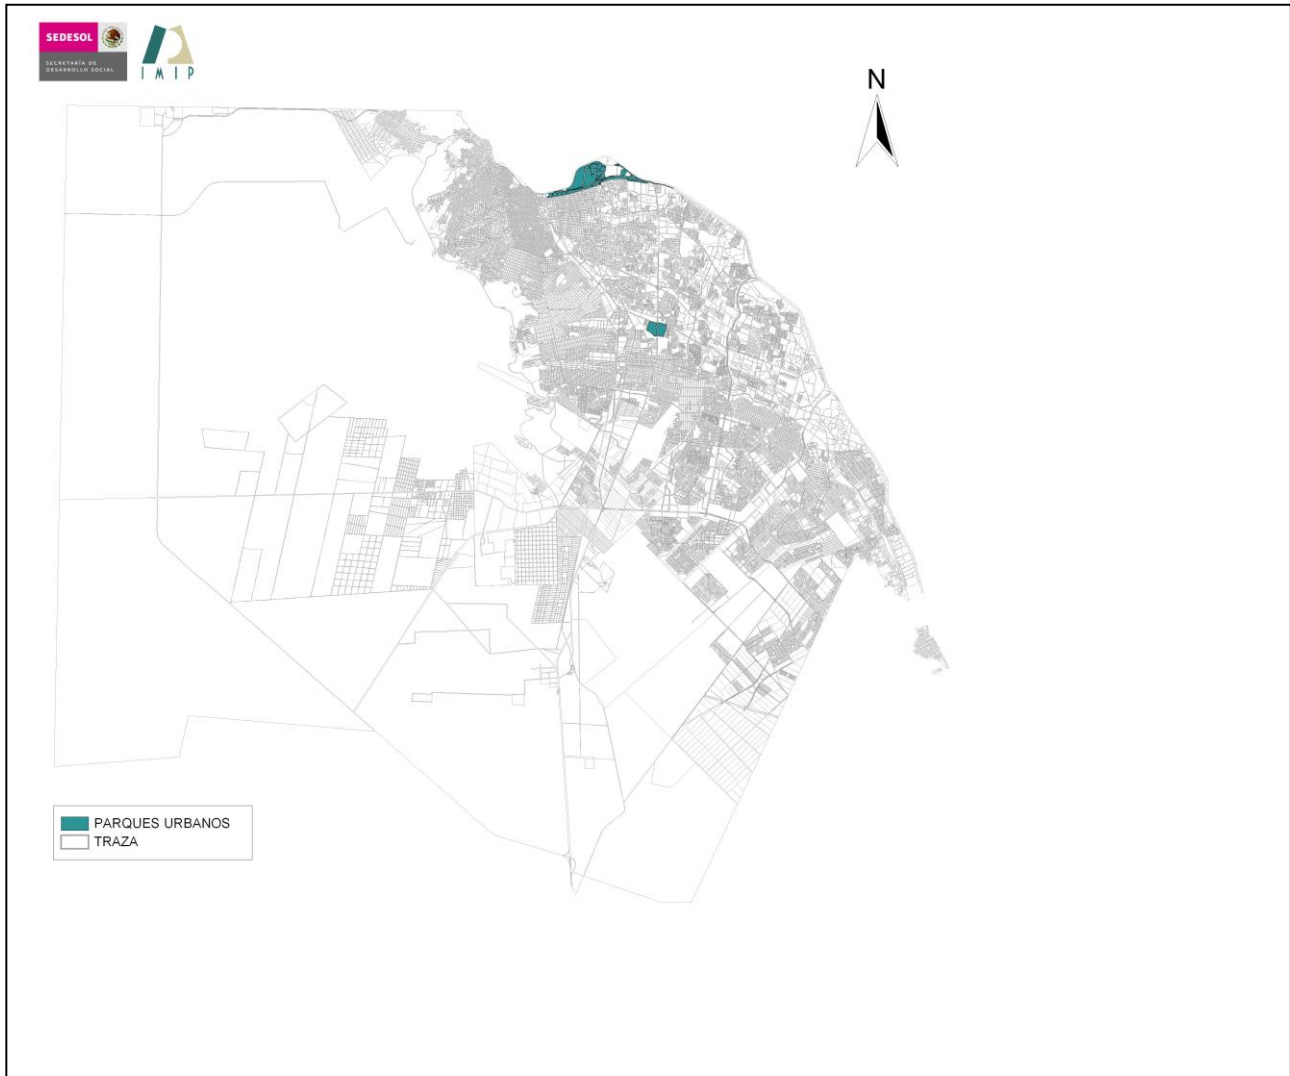 SEDESOL
SECRETARÍA DE
DESARROLLO SOCIAL
IMIP
N
PARQUES URBANOS
TRAZA